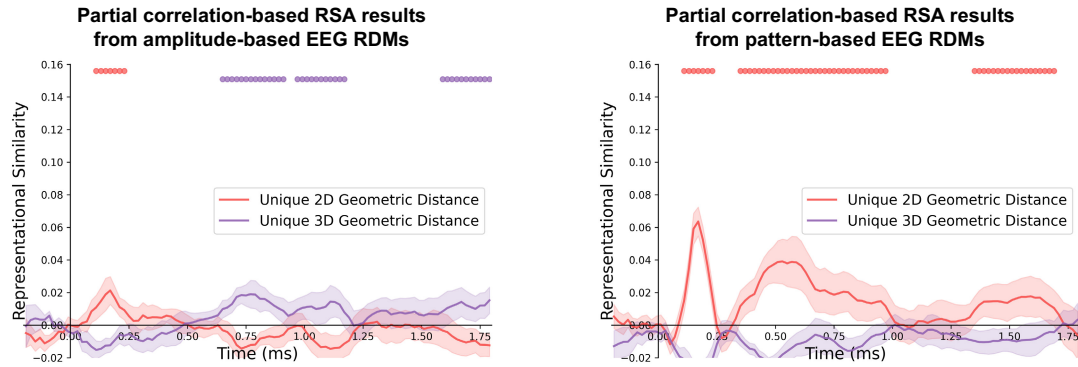 Partial correlation-based RSA results
from amplitude-based EEG RDMs
0.16
0.14
0.12
0.10
0.08
0.06
0.04
0.02
0.00
−0.02
Representational Similarity
Unique 2D Geometric Distance
Unique 3D Geometric Distance
0.00 0.25 0.50 0.75 1.00 1.25 1.50 1.75
Time (ms)
Partial correlation-based RSA results
from pattern-based EEG RDMs
0.16
0.14
0.12
0.10
0.08
0.06
0.04
0.02
0.00
−0.02
Representational Similarity
Unique 2D Geometric Distance
Unique 3D Geometric Distance
0.00 0.25 0.50 0.75 1.00 1.25 1.50 1.75
Time (ms)